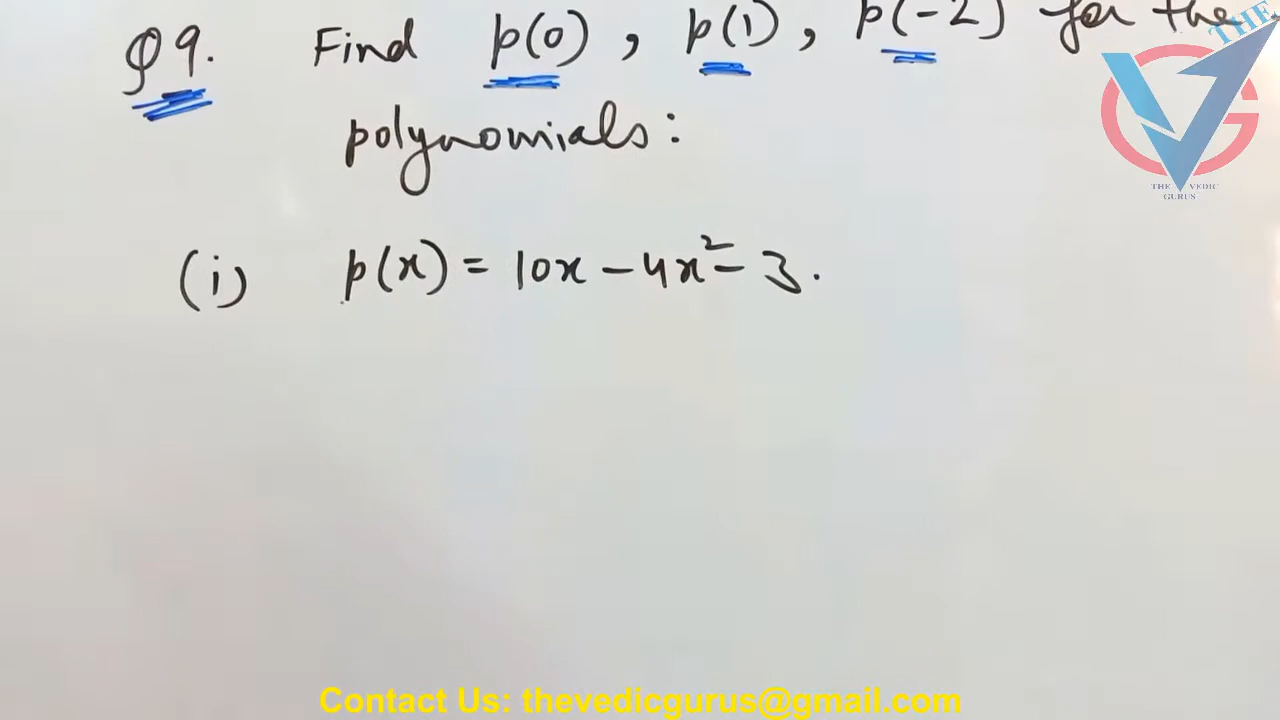 Q9. Find p(0), p(1), p(-2) for the
polynomials:
(i) p(x) = 10x - 4x² - 3.
THE
THE VEDIC
GURUS
Contact Us: thevedicgurus@gmail.com